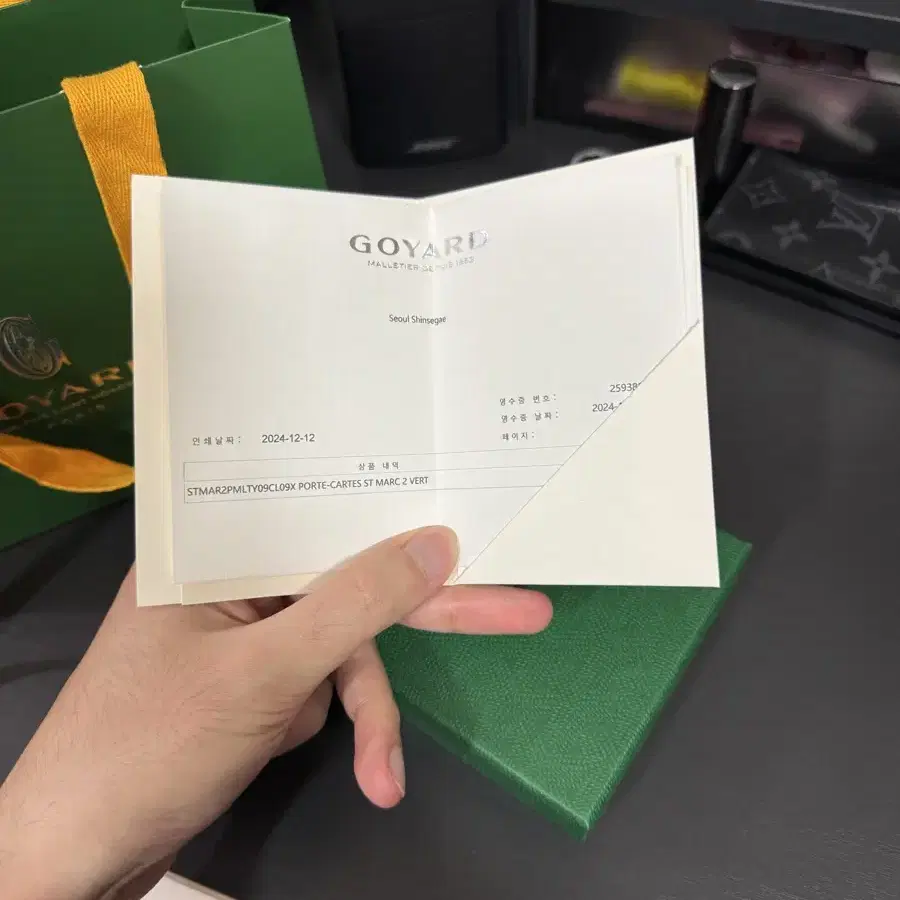 GOYARD
MALLETIER DEPUIS 1853
Seoul Shinsegae
영수증 번호 :
25938
영수증 날짜 :
2024-
인쇄날짜 : 2024-12-12
페이지 :
상품 내역
STMAR2PMLTY09CL09X PORTE-CARTES ST MARC 2 VERT
GOYARD
PARIS
BOSE